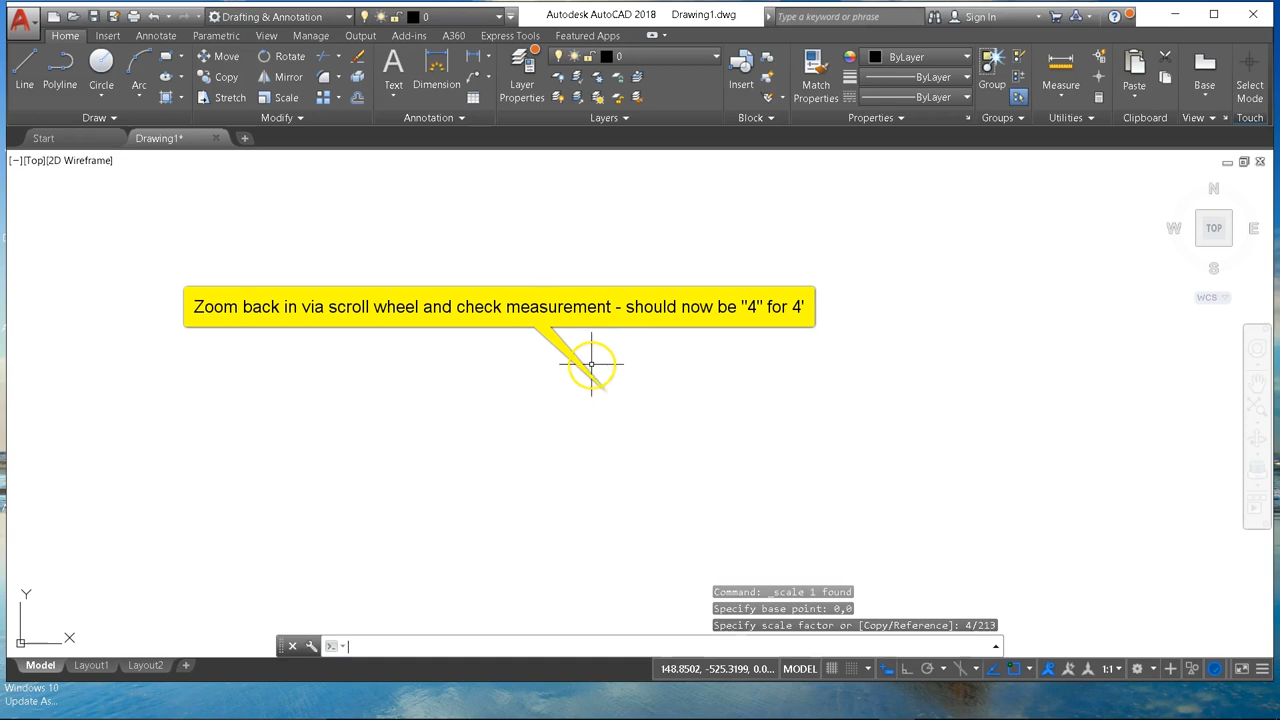 Drafting & Annotation
0
Autodesk AutoCAD 2018 Drawing1.dwg
Type a keyword or phrase
Sign In
Home Insert Annotate Parametric View Manage Output Add-ins A360 Express Tools Featured Apps
Line
Polyline
Circle
Arc
Move
Rotate
Copy
Mirror
Stretch
Scale
Text
Dimension
Layer
Properties
0
Insert
Match
Properties
ByLayer
ByLayer
ByLayer
Group
Measure
Paste
Base
Select
Mode
Draw Modify Annotation Layers Block Properties Groups Utilities Clipboard View Touch
Start Drawing1*
[−][Top][2D Wireframe]
N
W TOP E
S
WCS
Zoom back in via scroll wheel and check measurement - should now be "4" for 4'
Y
X
Command: _scale 1 found
Specify base point: 0,0
Specify scale factor or [Copy/Reference]: 4/213
Model Layout1 Layout2
148.8502, -525.3199, 0.0... MODEL 1:1
Windows 10
Update As...